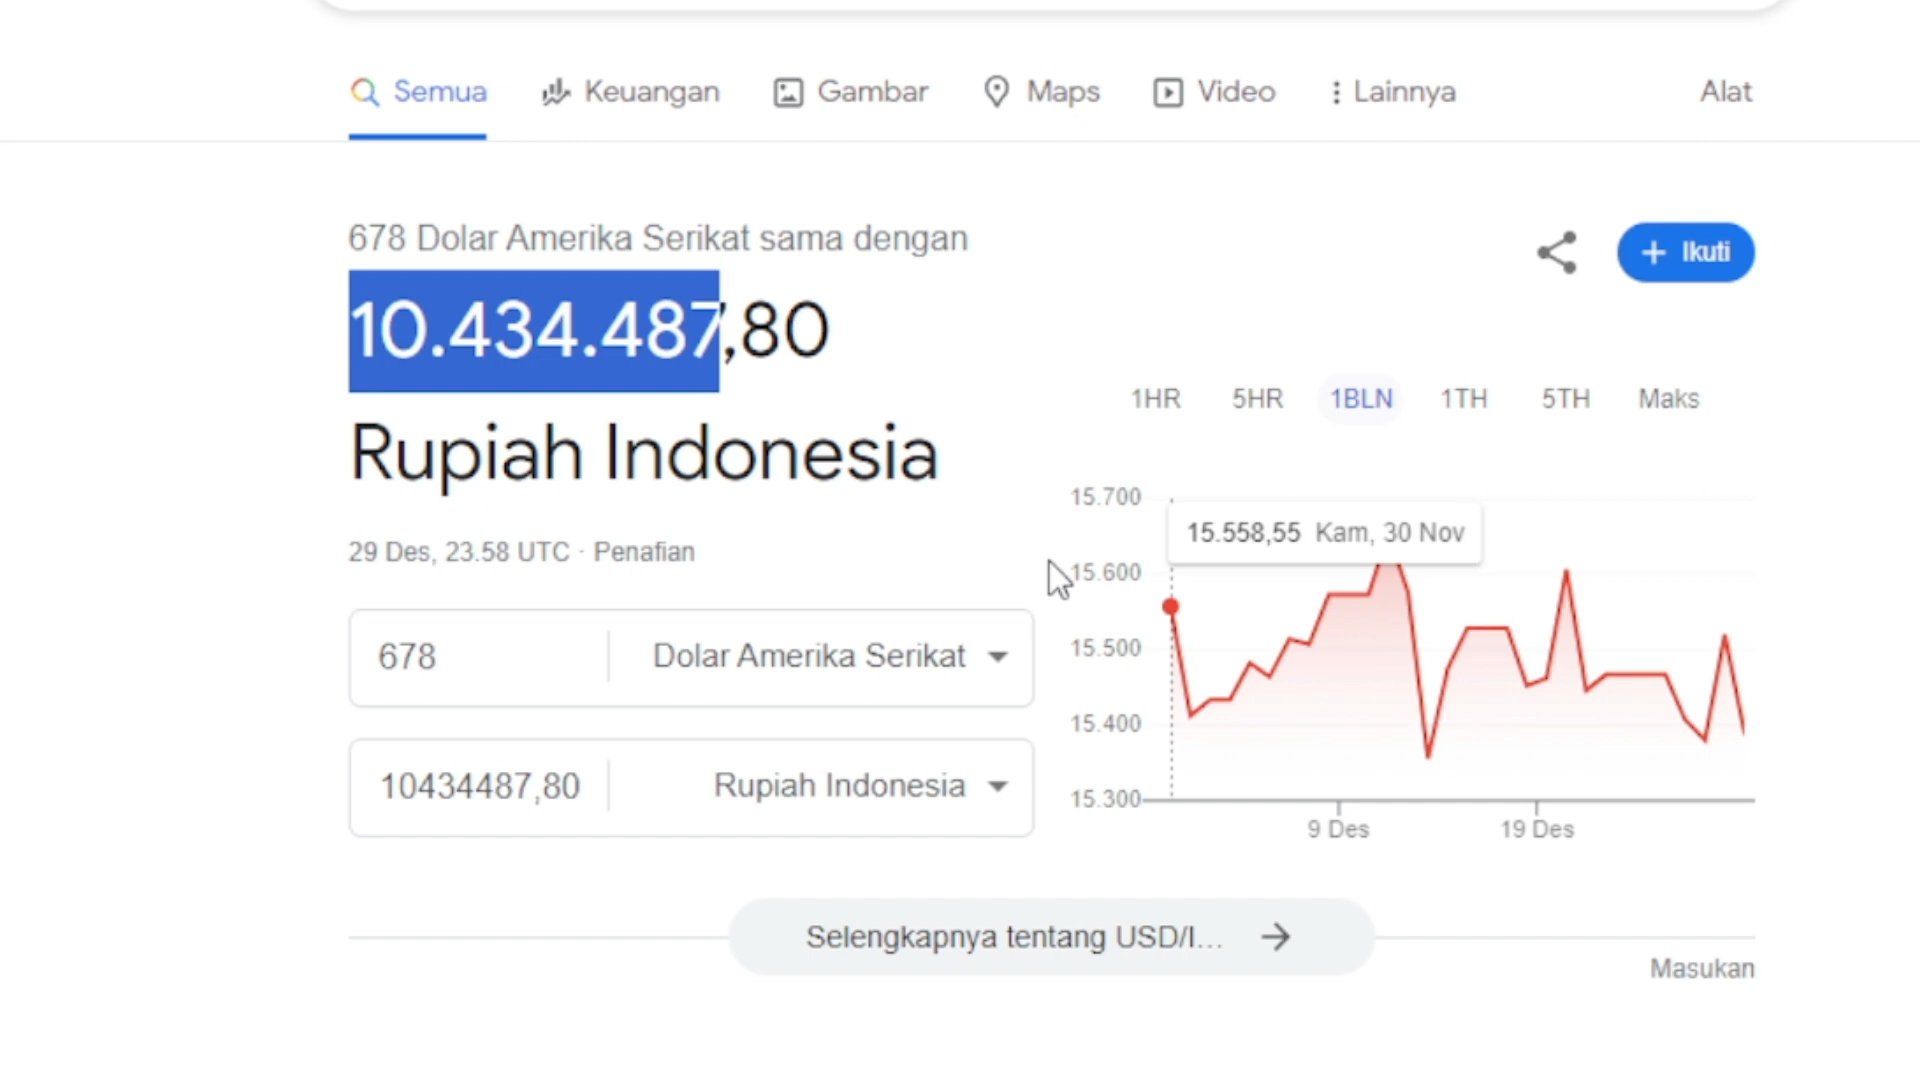 Semua Keuangan Gambar Maps Video Lainnya Alat
678 Dolar Amerika Serikat sama dengan
10.434.487,80
Rupiah Indonesia
29 Des, 23.58 UTC · Penafian
678 Dolar Amerika Serikat
10434487,80 Rupiah Indonesia
+ Ikuti
1HR 5HR 1BLN 1TH 5TH Maks
15.700
15.558,55 Kam, 30 Nov
15.600
15.500
15.400
15.300
9 Des 19 Des
Selengkapnya tentang USD/I...
Masukan